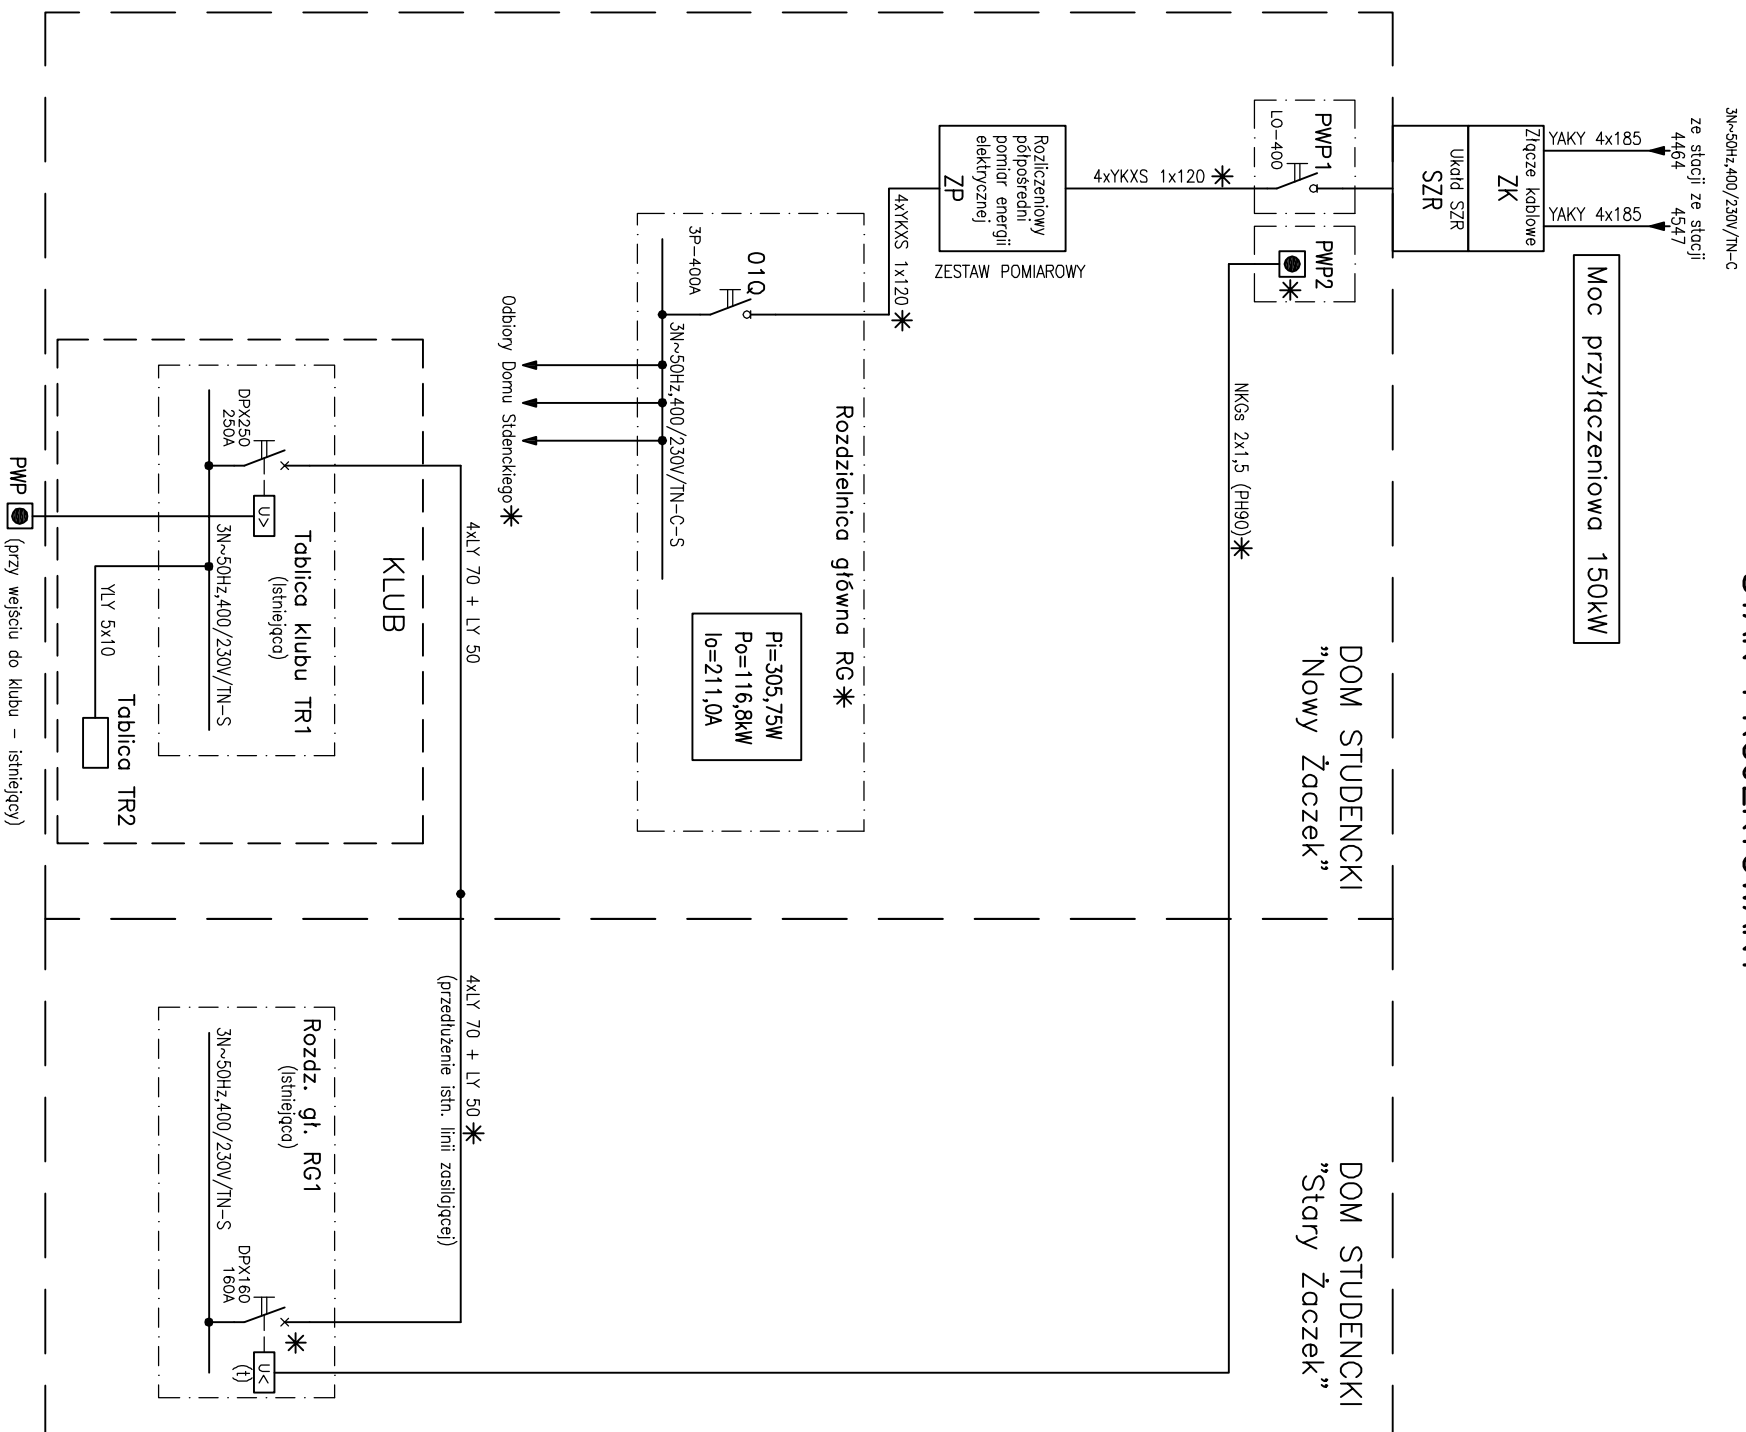 3N~50Hz,400/230V/TN-C
ze stacji ze stacji
4464 4547
YAKY 4x185
YAKY 4x185
Moc przyłączeniowa 150kW
Złącze kablowe
ZK
Układ SZR
SZR
PWP1
LO-400
PWP2
4xYKXS 1x120 *
Rozliczeniowy
półpośredni
pomiar energii
elektrycznej
ZP
ZESTAW POMIAROWY
4xYKXS 1x120 *
NKGs 2x1,5 (PH90) *
DOM STUDENCKI
"Nowy Żaczek"
DOM STUDENCKI
"Stary Żaczek"
Rozdzielnica główna RG *
01Q
3P-400A
3N~50Hz,400/230V/TN-C-S
Pi=305,75W
Po=116,8kW
Io=211,0A
Odbiory Domu Stdenckiego *
4xLY 70 + LY 50
4xLY 70 + LY 50 *
(przedłużenie istn. linii zasilającej)
KLUB
Tablica klubu TR1
(Istniejąca)
DPX250
250A
U>
3N~50Hz,400/230V/TN-S
YLY 5x10
Tablica TR2
PWP
(przy wejściu do klubu - istniejący)
Rozdz. gł. RG1
(Istniejąca)
3N~50Hz,400/230V/TN-S
DPX160
160A
U<
(t)